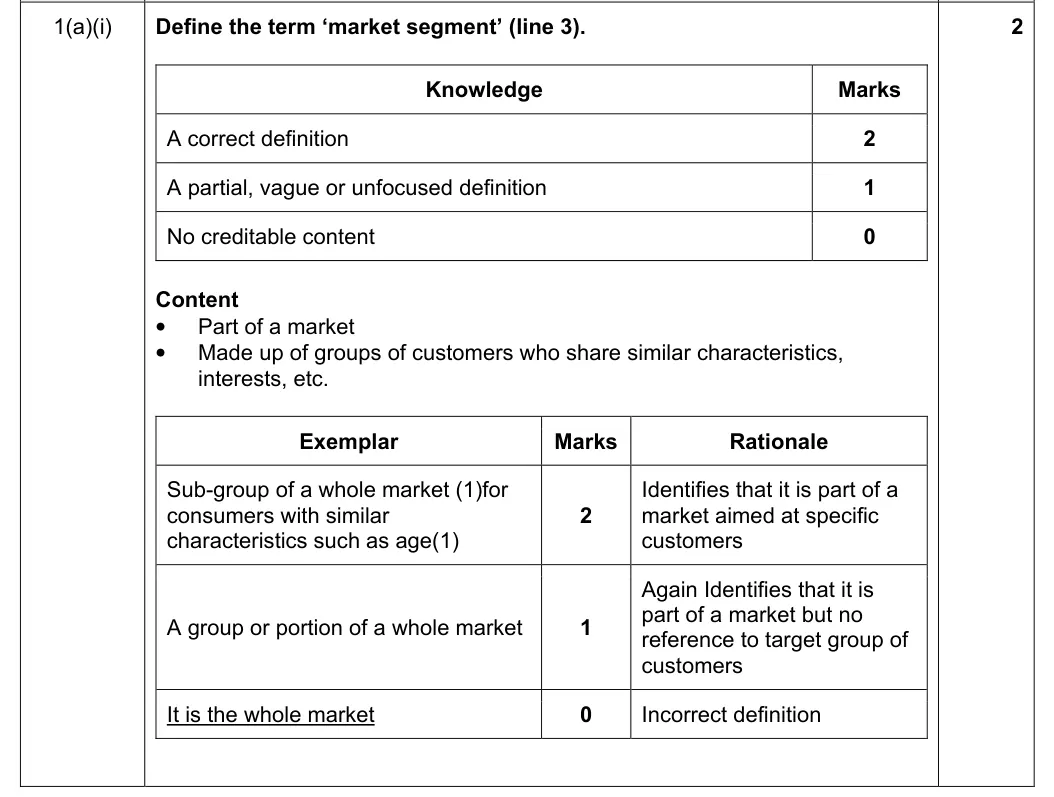 1(a)(i) Define the term ‘market segment’ (line 3). 2
Knowledge Marks
A correct definition 2
A partial, vague or unfocused definition 1
No creditable content 0
Content
• Part of a market
• Made up of groups of customers who share similar characteristics,
interests, etc.
Exemplar Marks Rationale
Sub-group of a whole market (1)for
consumers with similar
characteristics such as age(1)
2
Identifies that it is part of a
market aimed at specific
customers
A group or portion of a whole market
1
Again Identifies that it is
part of a market but no
reference to target group of
customers
It is the whole market 0 Incorrect definition